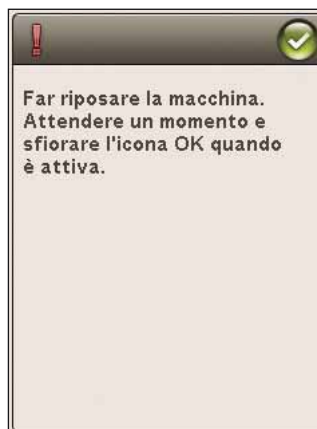 Far riposare la macchina.
Attendere un momento e
sfiorare l'icona OK quando
è attiva.